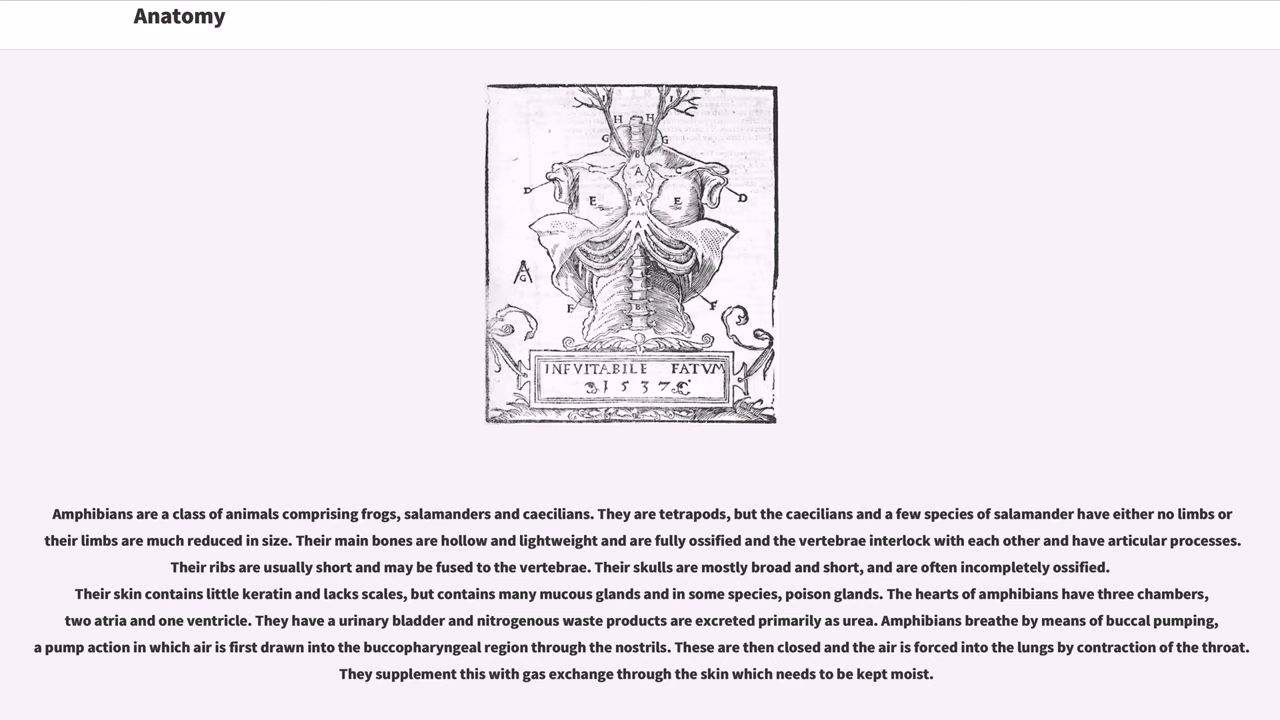 Anatomy
I I
H H
G G
B
C A C
D D
E A E
A
A
G
F B F
INEVITABILE FATVM
1537
Amphibians are a class of animals comprising frogs, salamanders and caecilians. They are tetrapods, but the caecilians and a few species of salamander have either no limbs or
their limbs are much reduced in size. Their main bones are hollow and lightweight and are fully ossified and the vertebrae interlock with each other and have articular processes.
Their ribs are usually short and may be fused to the vertebrae. Their skulls are mostly broad and short, and are often incompletely ossified.
Their skin contains little keratin and lacks scales, but contains many mucous glands and in some species, poison glands. The hearts of amphibians have three chambers,
two atria and one ventricle. They have a urinary bladder and nitrogenous waste products are excreted primarily as urea. Amphibians breathe by means of buccal pumping,
a pump action in which air is first drawn into the buccopharyngeal region through the nostrils. These are then closed and the air is forced into the lungs by contraction of the throat.
They supplement this with gas exchange through the skin which needs to be kept moist.